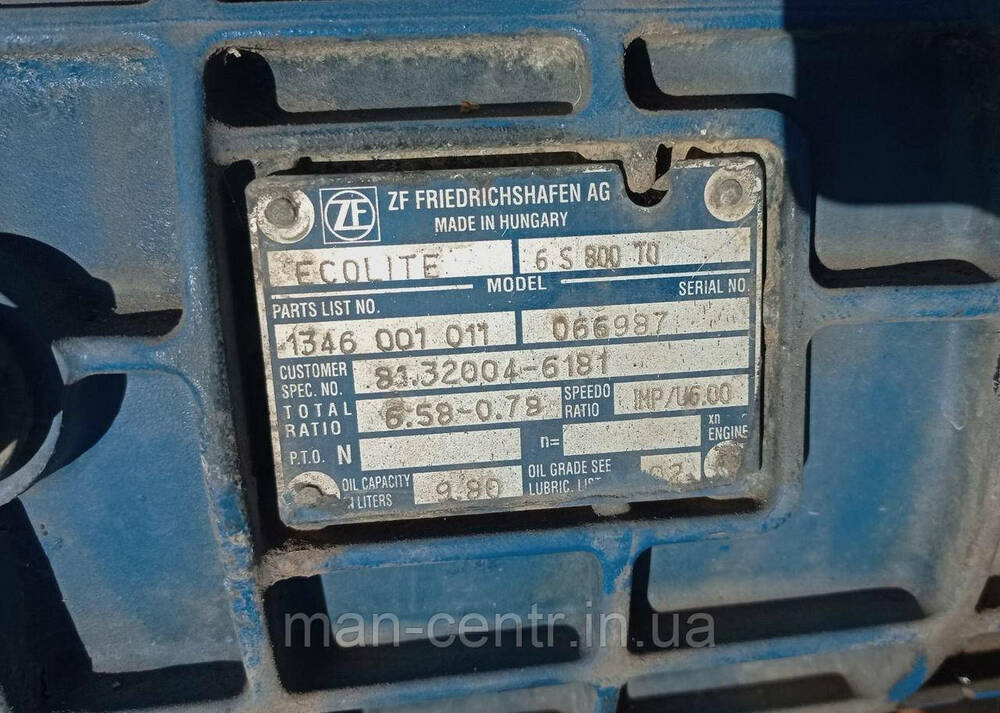 ZF ZF FRIEDRICHSHAFEN AG
MADE IN HUNGARY
ECOLITE 6 S 800 TO
MODEL
PARTS LIST NO. SERIAL NO.
1346 001 011 066987
CUSTOMER SPEC. NO. 81.32004-6181
TOTAL RATIO 6.58-0.78 SPEEDO RATIO IMP/U6.00
P.T.O. N n= xn ENGINE
OIL CAPACITY LITERS 9.80 OIL GRADE SEE LUBRIC.
man-centr.in.ua